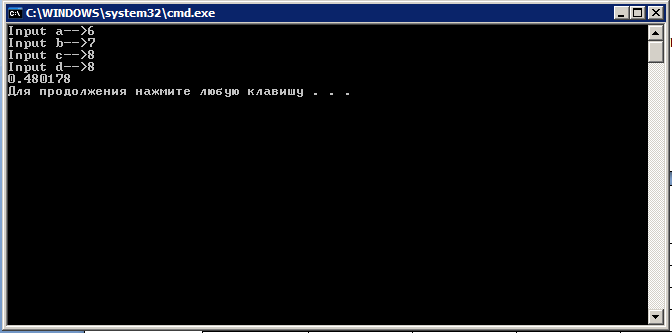 C:\WINDOWS\system32\cmd.exe
Input a-->6
Input b-->7
Input c-->8
Input d-->8
0.480178
Для продолжения нажмите любую клавишу . . .